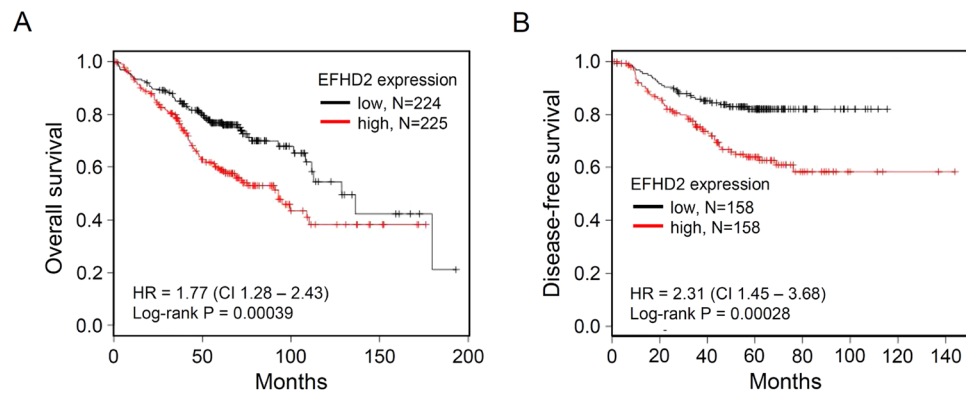 A
Overall survival
1.0
0.8
0.6
0.4
0.2
0.0
EFHD2 expression
low, N=224
high, N=225
HR = 1.77 (CI 1.28 – 2.43)
Log-rank P = 0.00039
0 50 100 150 200
Months
B
Disease-free survival
1.0
0.8
0.6
0.4
0.2
0.0
EFHD2 expression
low, N=158
high, N=158
HR = 2.31 (CI 1.45 – 3.68)
Log-rank P = 0.00028
0 20 40 60 80 100 120 140
Months